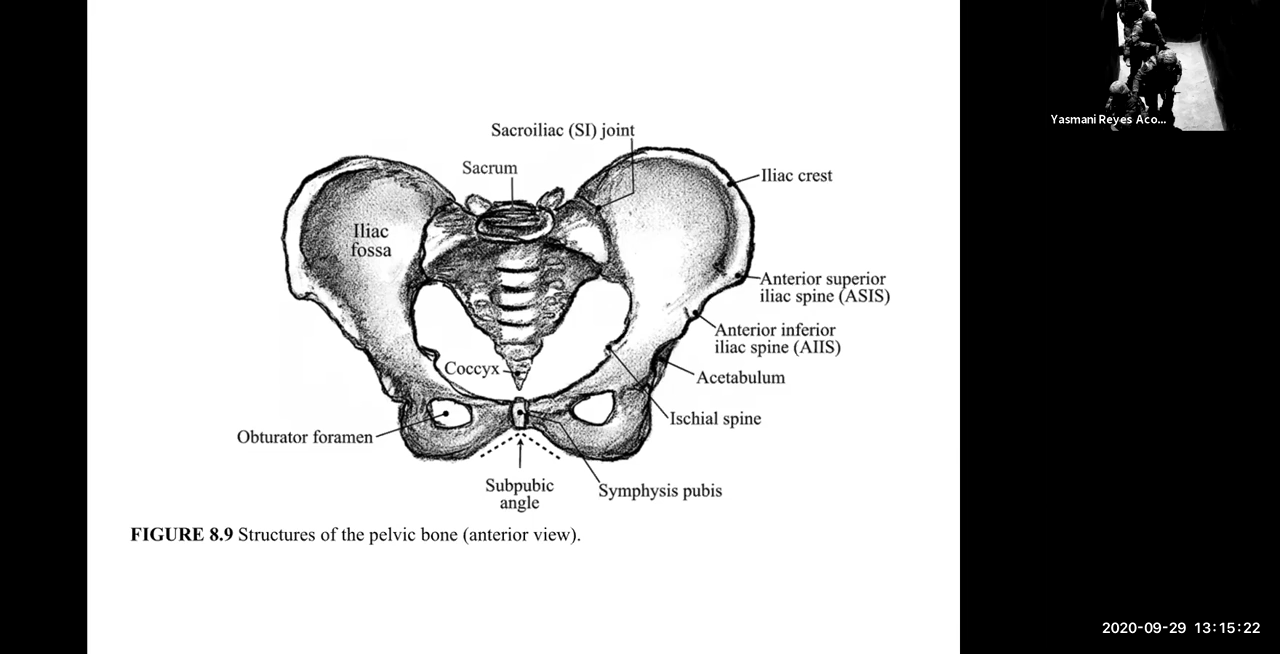 Sacroiliac (SI) joint
Sacrum
Iliac crest
Iliac
fossa
Anterior superior
iliac spine (ASIS)
Anterior inferior
iliac spine (AIIS)
Coccyx
Acetabulum
Ischial spine
Obturator foramen
Subpubic
angle
Symphysis pubis
FIGURE 8.9 Structures of the pelvic bone (anterior view).
Yasmani Reyes Aco...
2020-09-29 13:15:22